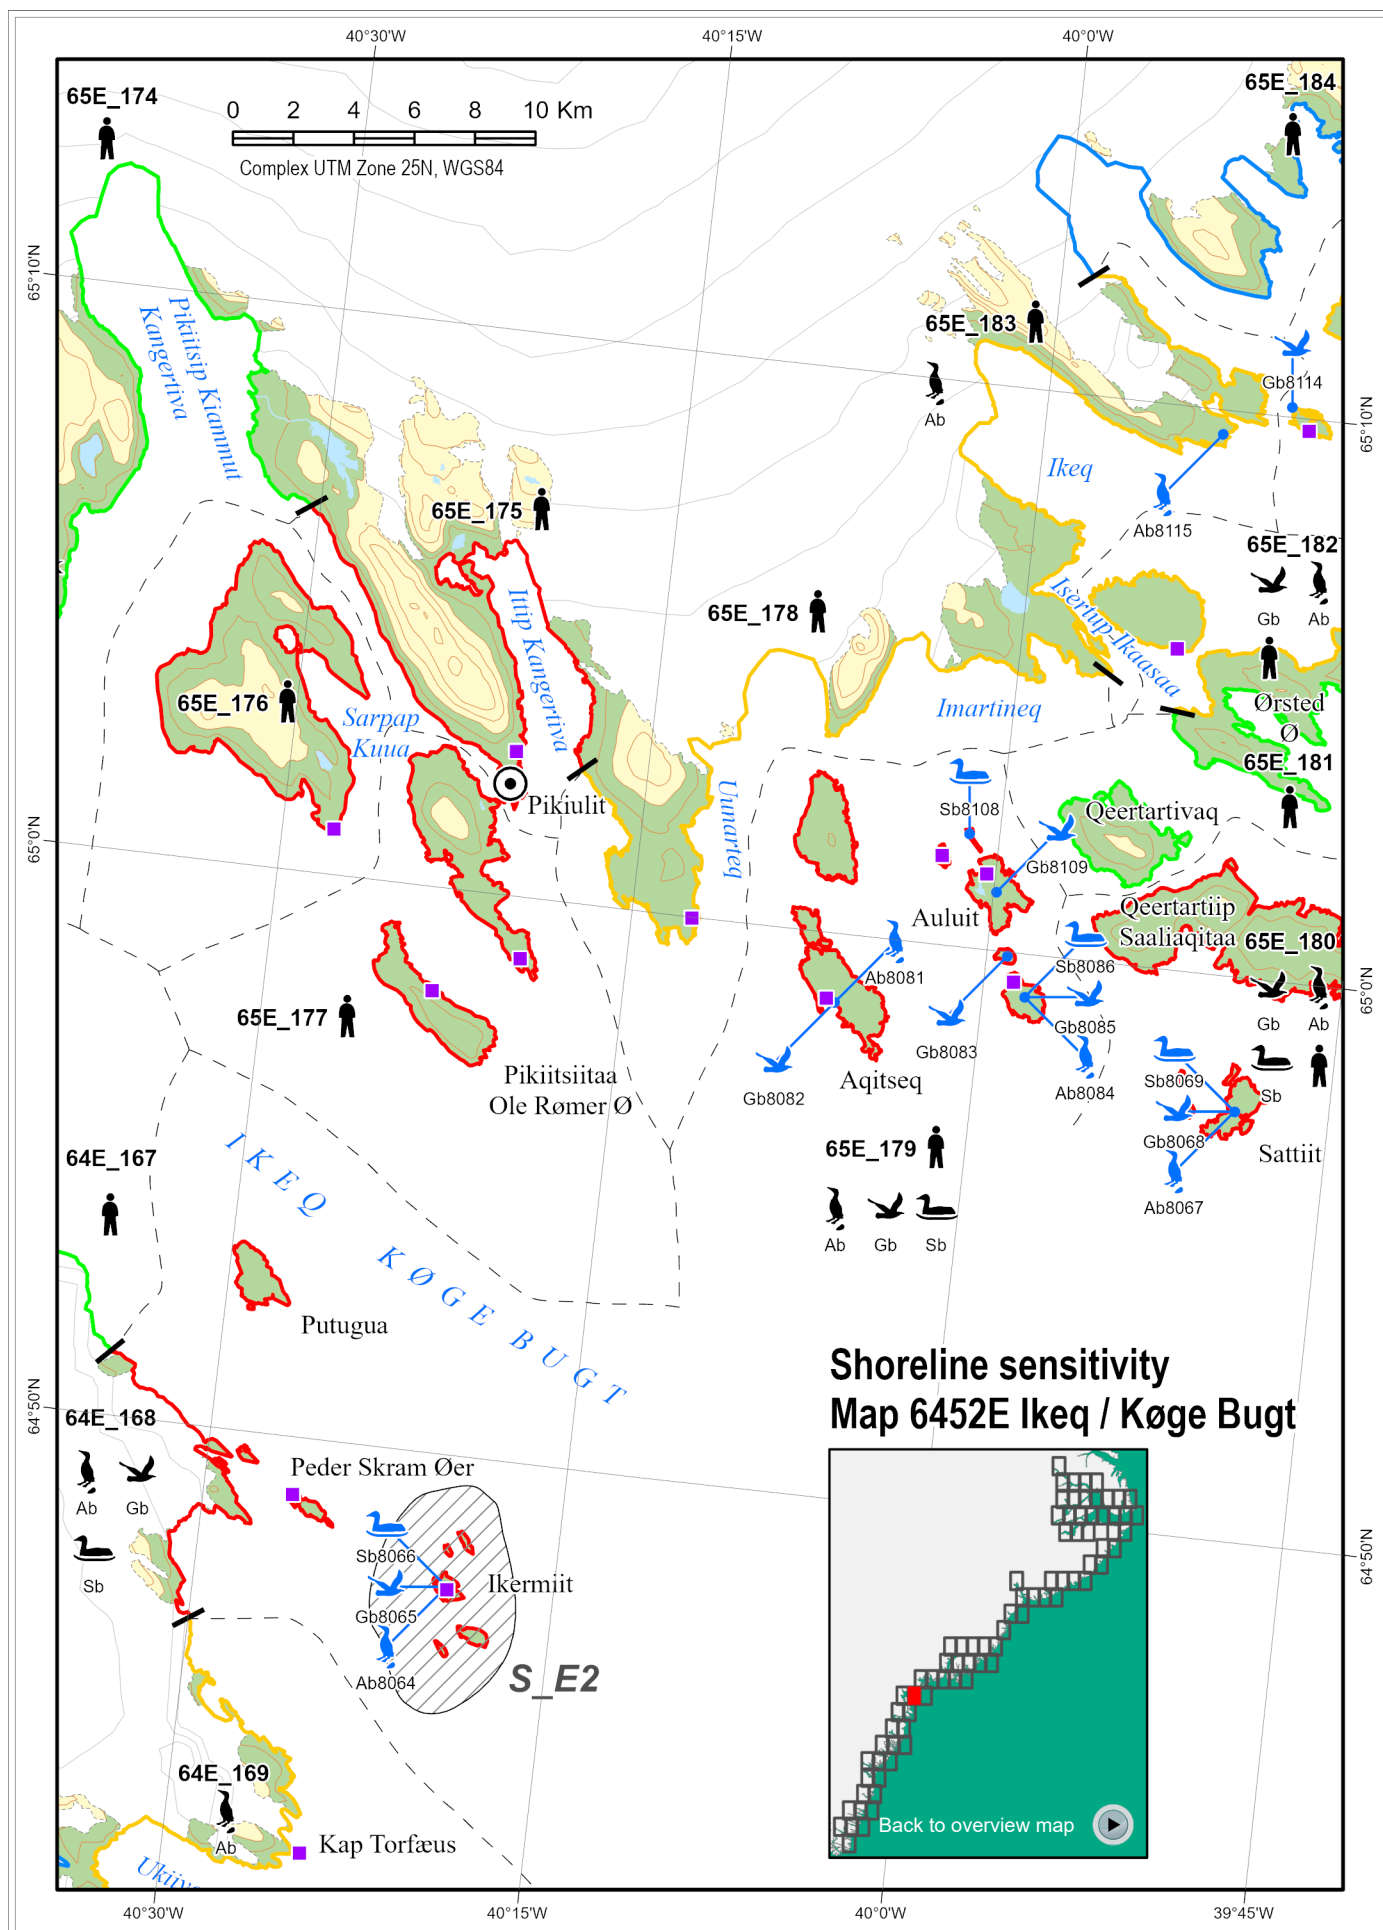 40°30'W
40°15'W
40°0'W
65E_174
65E_184
0 2 4 6 8 10 Km
Complex UTM Zone 25N, WGS84
65°10'N
Pikiitsip Kiammut
Kangertiva
65E_183
Ab
Gb8114
65°10'N
Ikeq
65E_175
Ab8115
65E_182
Gb
Ab
Ittip Kangertiva
65E_178
Isertup Ikaasaa
65E_176
Sarpap
Kuua
Imartineq
Ørsted
Ø
65E_181
Pikiulit
Uunarteq
Sb8108
Qeertartivaq
65°0'N
Gb8109
Auluit
Qeertartiip
Saaliaqitaa
65E_180
Ab8081
Sb8086
65°0'N
65E_177
Gb8083
Gb8085
Gb
Ab
Pikiitsiitaa
Ole Rømer Ø
Gb8082
Aqitseq
Ab8084
Sb8069
Sb
Gb8068
Sattiit
Ab8067
64E_167
IKEQ
65E_179
Ab
Gb
Sb
KØGE BUGT
Putugua
Shoreline sensitivity
Map 6452E Ikeq / Køge Bugt
64°50'N
64E_168
Ab
Gb
Sb
Peder Skram Øer
Sb8066
Ikermiit
Gb8065
Ab8064
S_E2
64°50'N
64E_169
Ab
Kap Torfæus
Back to overview map
40°30'W
40°15'W
40°0'W
39°45'W